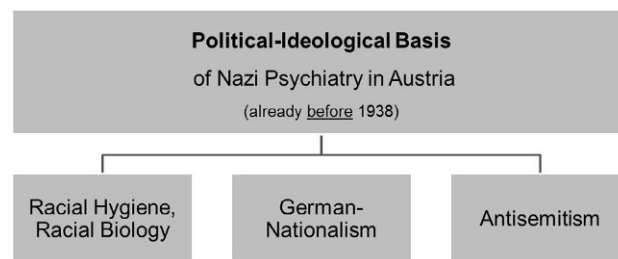 Political-Ideological Basis
of Nazi Psychiatry in Austria
(already before 1938)
Racial Hygiene,
Racial Biology
German-
Nationalism
Antisemitism